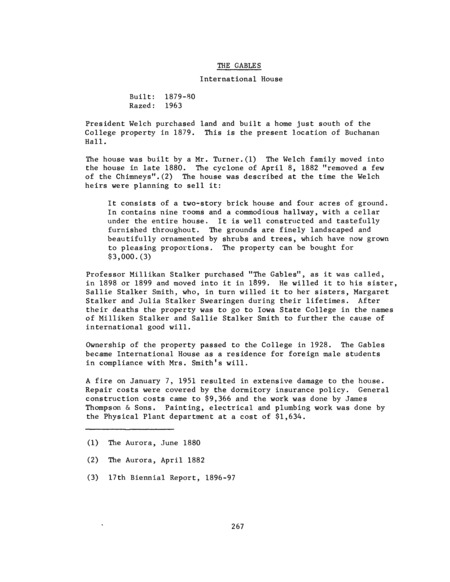 THE GABLES
International House
Built: 1879-80
Razed: 1963
President Welch purchased land and built a home just south of the
College property in 1879. This is the present location of Buchanan
Hall.
The house was built by a Mr. Turner.(1) The Welch family moved into
the house in late 1880. The cyclone of April 8, 1882 "removed a few
of the Chimneys".(2) The house was described at the time the Welch
heirs were planning to sell it:
It consists of a two-story brick house and four acres of ground.
In contains nine rooms and a commodious hallway, with a cellar
under the entire house. It is well constructed and tastefully
furnished throughout. The grounds are finely landscaped and
beautifully ornamented by shrubs and trees, which have now grown
to pleasing proportions. The property can be bought for
$3,000.(3)
Professor Millikan Stalker purchased "The Gables", as it was called,
in 1898 or 1899 and moved into it in 1899. He willed it to his sister,
Sallie Stalker Smith, who, in turn willed it to her sisters, Margaret
Stalker and Julia Stalker Swearingen during their lifetimes. After
their deaths the property was to go to Iowa State College in the names
of Milliken Stalker and Sallie Stalker Smith to further the cause of
international good will.
Ownership of the property passed to the College in 1928. The Gables
became International House as a residence for foreign male students
in compliance with Mrs. Smith's will.
A fire on January 7, 1951 resulted in extensive damage to the house.
Repair costs were covered by the dormitory insurance policy. General
construction costs came to $9,366 and the work was done by James
Thompson & Sons. Painting, electrical and plumbing work was done by
the Physical Plant department at a cost of $1,634.
(1) The Aurora, June 1880
(2) The Aurora, April 1882
(3) 17th Biennial Report, 1896-97
267